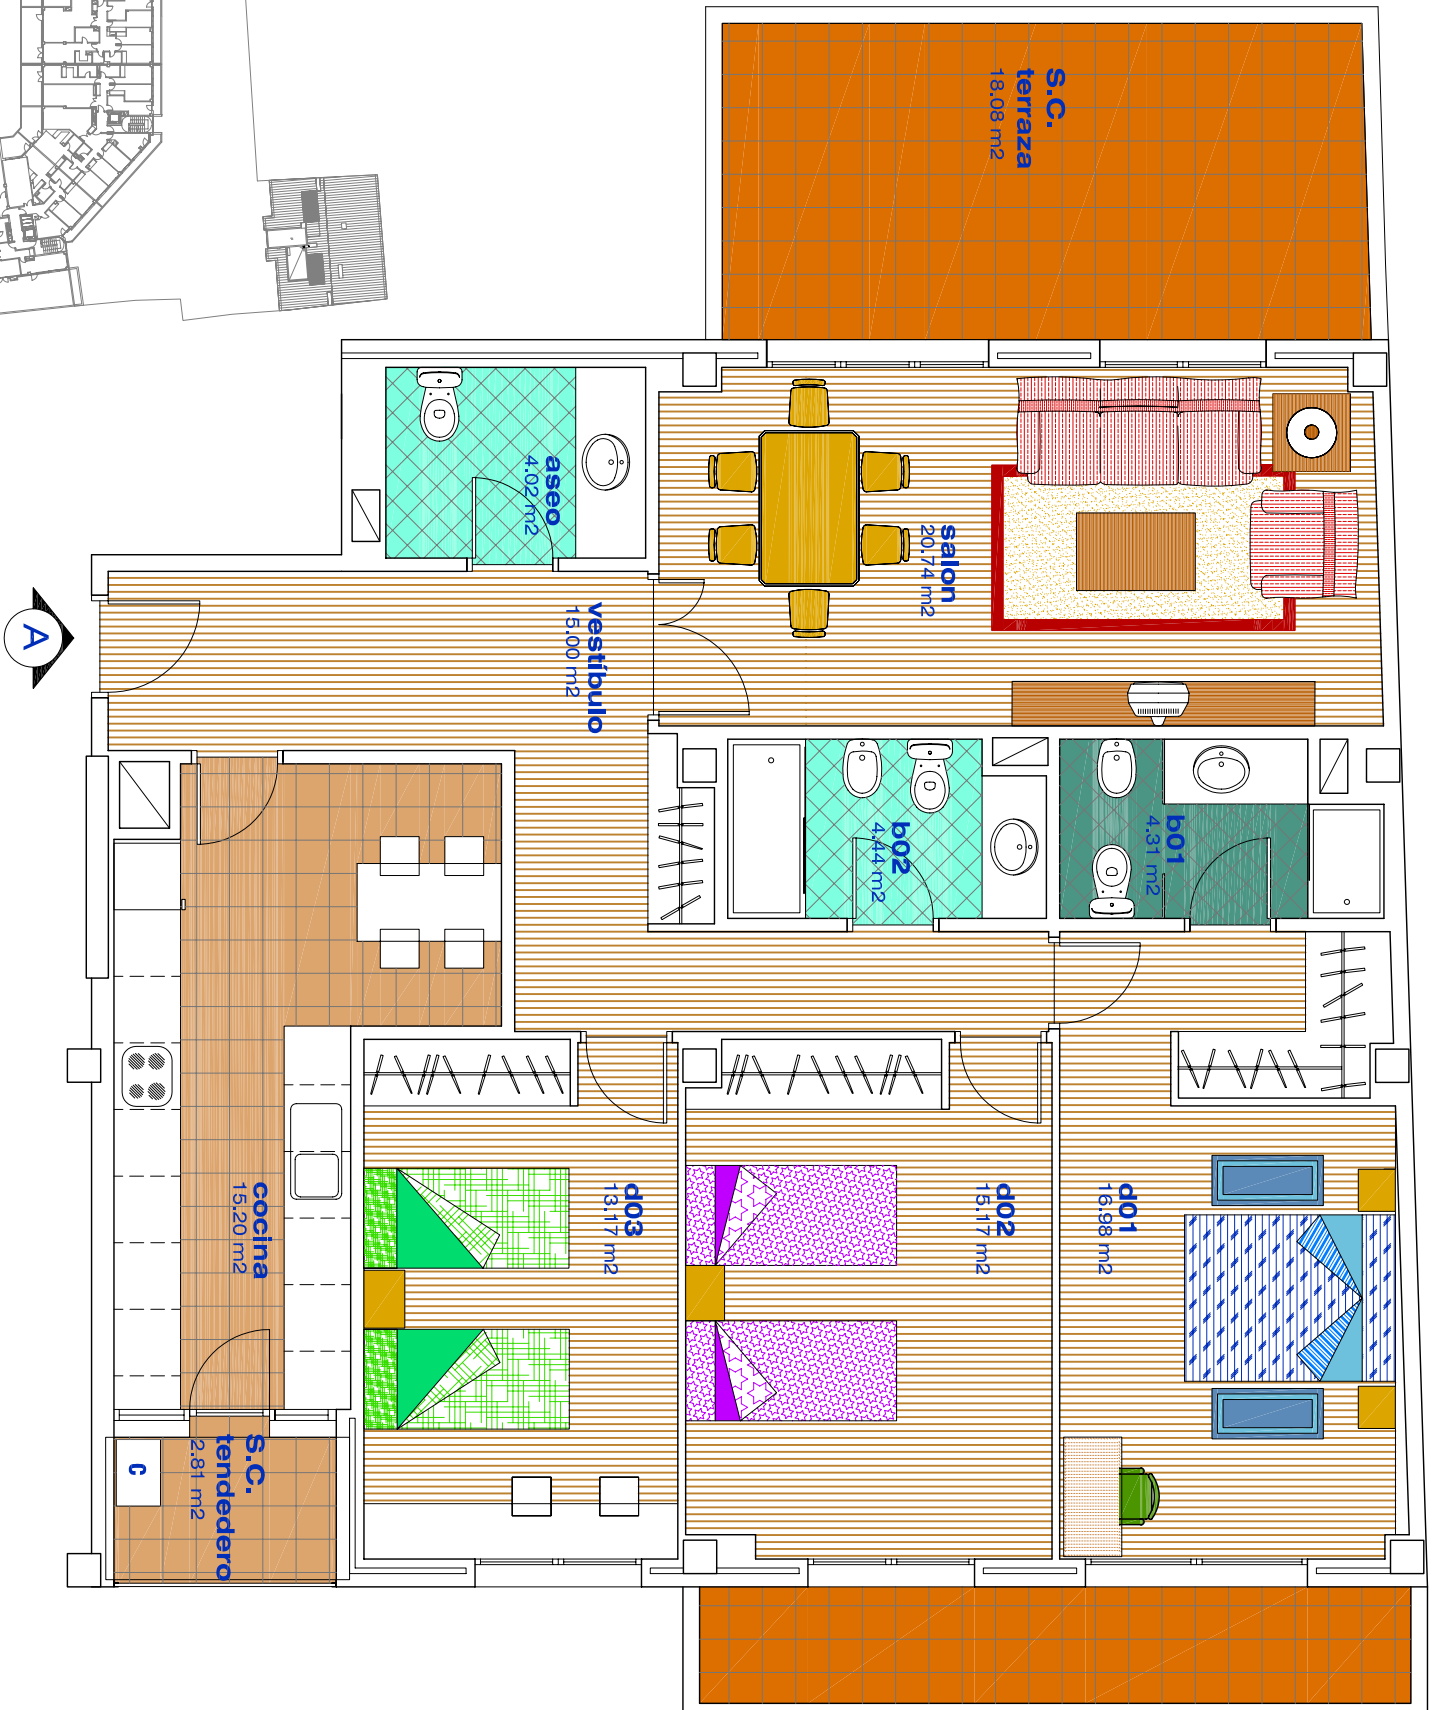 S.C.
terraza
18.08 m2
aseo
4.02 m2
salon
20.74 m2
vestíbulo
15.00 m2
A
b02
4.44 m2
b01
4.31 m2
cocina
15.20 m2
d03
13.17 m2
d02
15.17 m2
d01
16.98 m2
S.C.
tendedero
2.81 m2
c